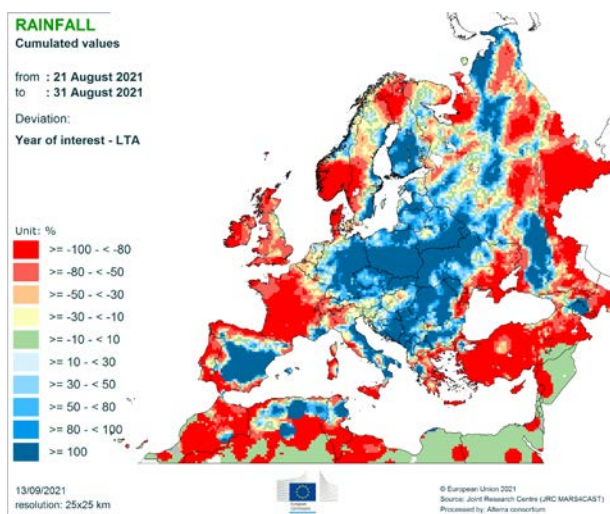 RAINFALL
Cumulated values
from : 21 August 2021
to : 31 August 2021
Deviation:
Year of interest - LTA
Unit: %
>= -100 - < -80
>= -80 - < -50
>= -50 - < -30
>= -30 - < -10
>= -10 - < 10
>= 10 - < 30
>= 30 - < 50
>= 50 - < 80
>= 80 - < 100
>= 100
13/09/2021
resolution: 25x25 km
European
Commission
© European Union 2021
Source: Joint Research Centre (JRC MARS4CAST)
Processed by: Alterra consortium